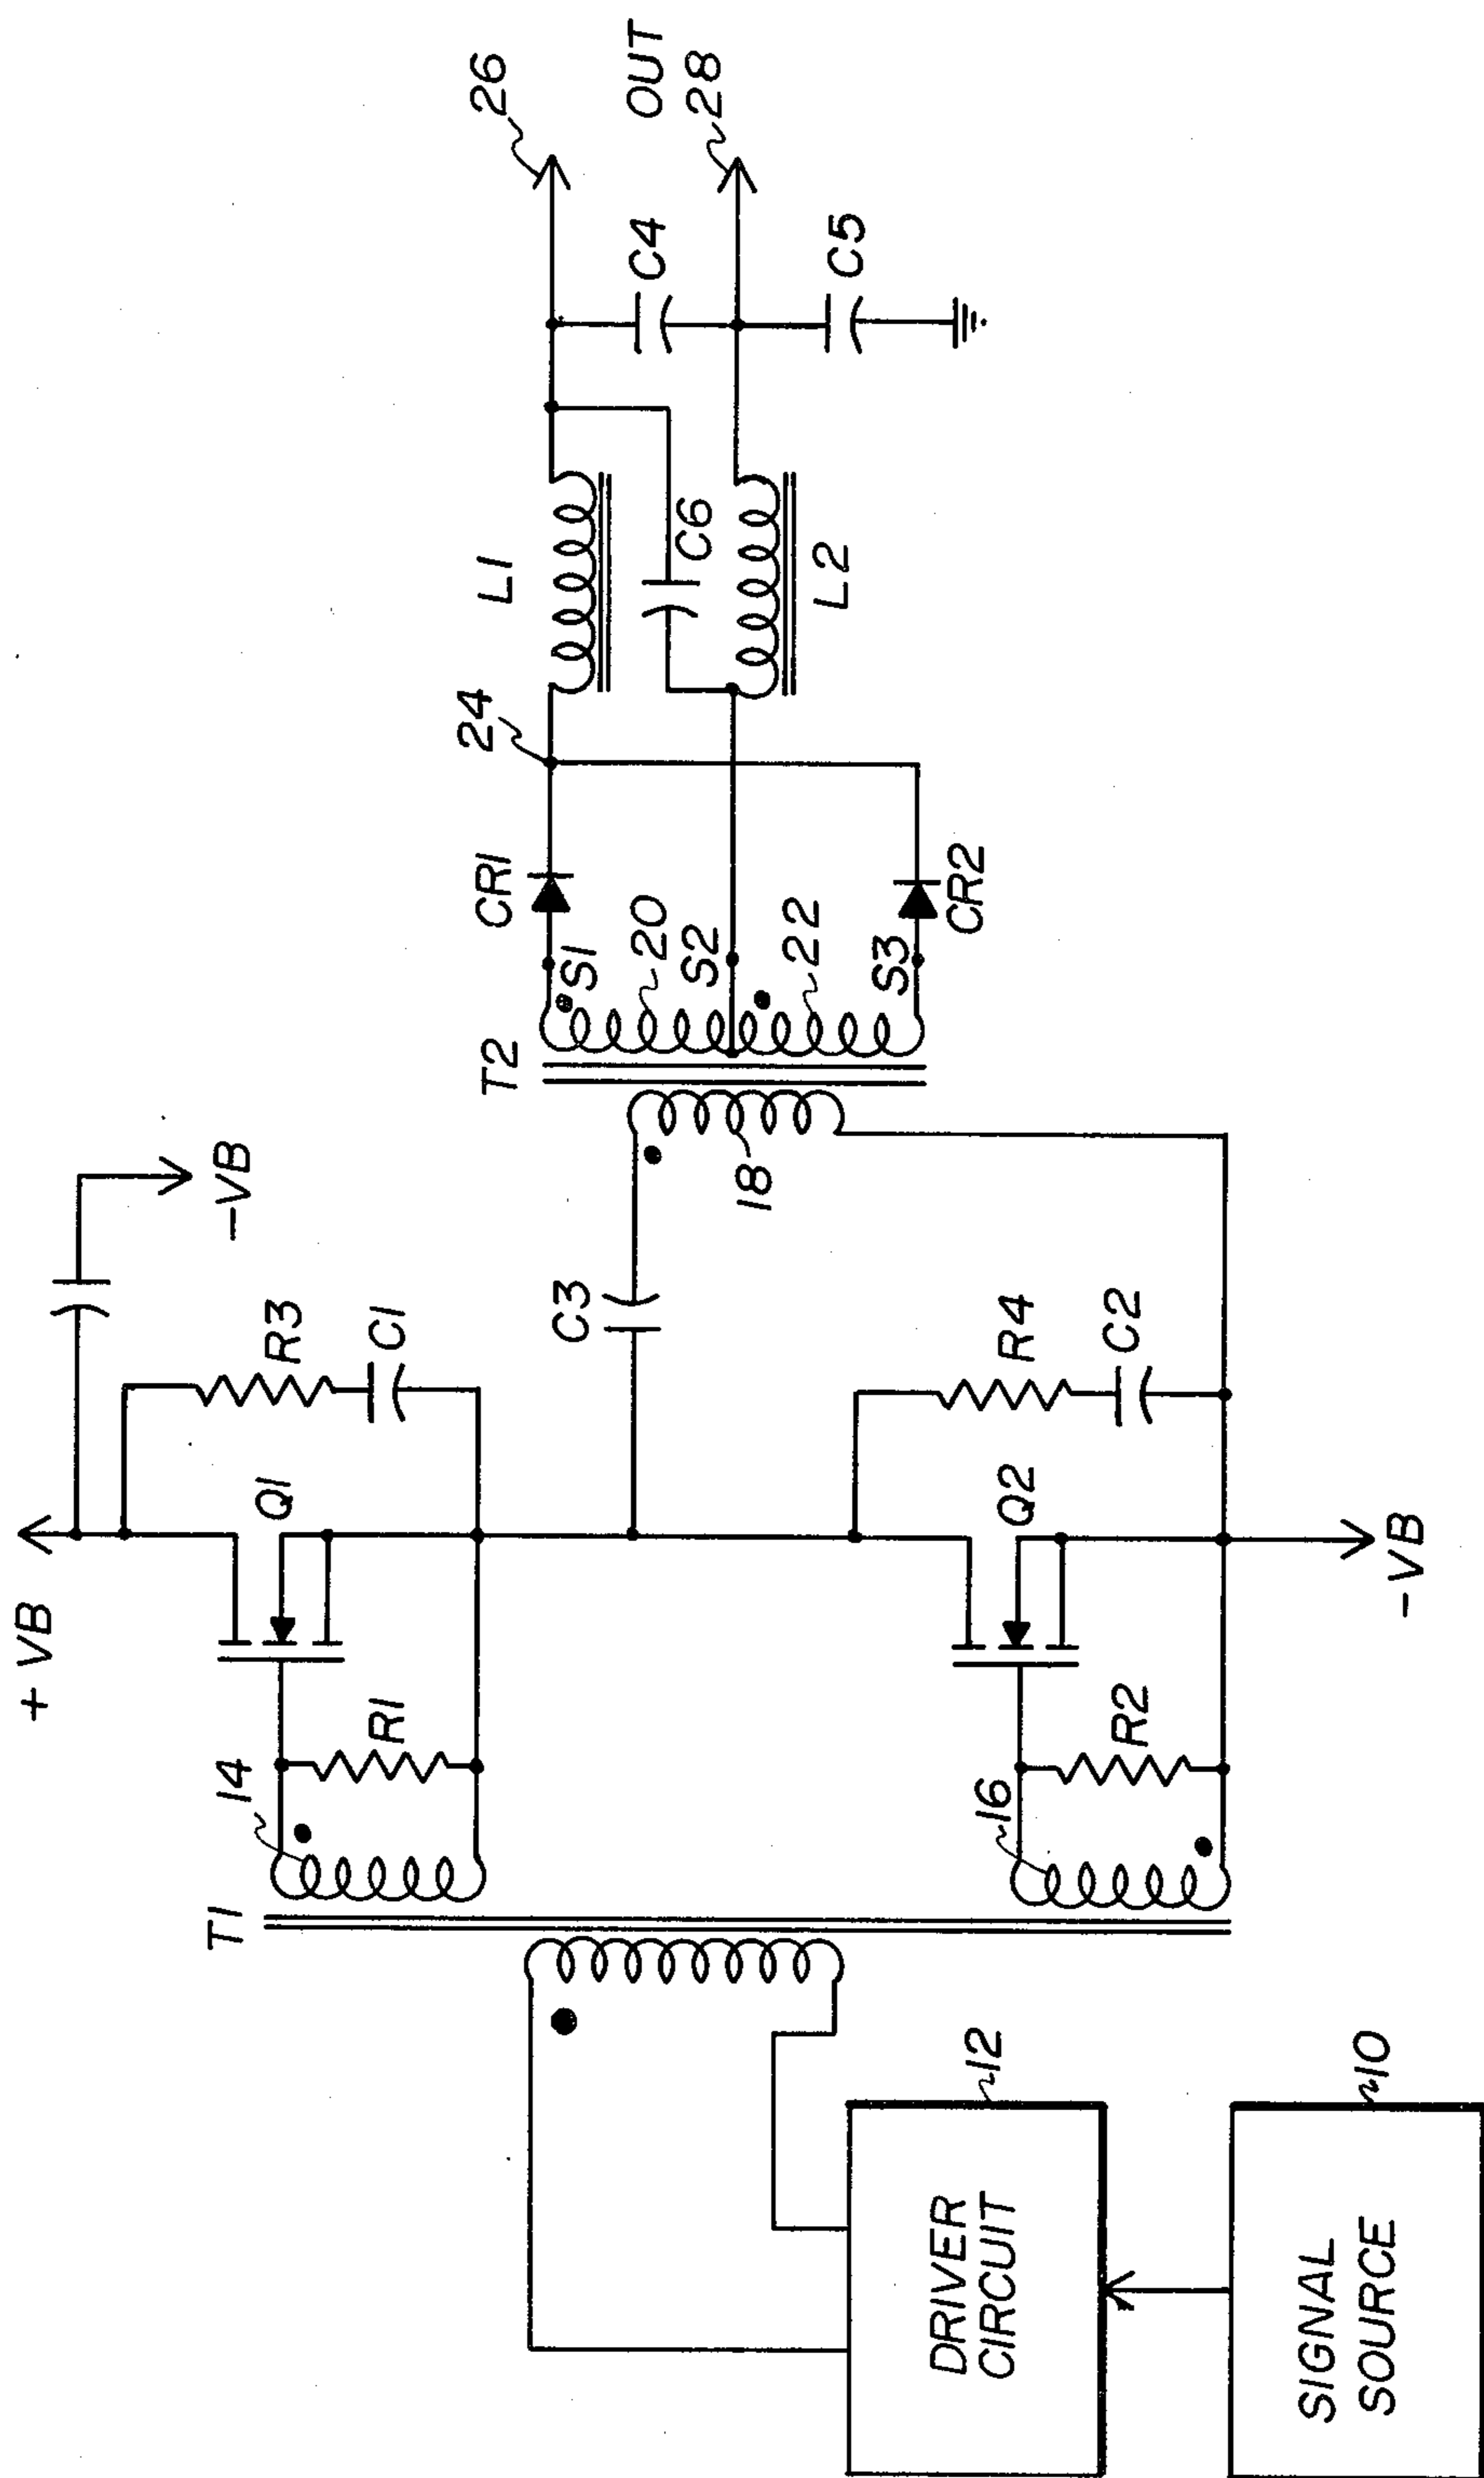 + VB
-VB
Q1
R3
C1
T1
14
R1
C3
T2
18
S1
20
S2
22
S3
CR1
CR2
24
L1
C6
L2
26
OUT
28
C4
C5
16
R2
Q2
R4
C2
-VB
12
DRIVER
CIRCUIT
10
SIGNAL
SOURCE